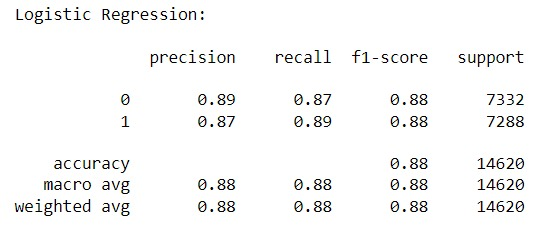 Logistic Regression:
precision recall f1-score support
0 0.89 0.87 0.88 7332
1 0.87 0.89 0.88 7288
accuracy 0.88 14620
macro avg 0.88 0.88 0.88 14620
weighted avg 0.88 0.88 0.88 14620